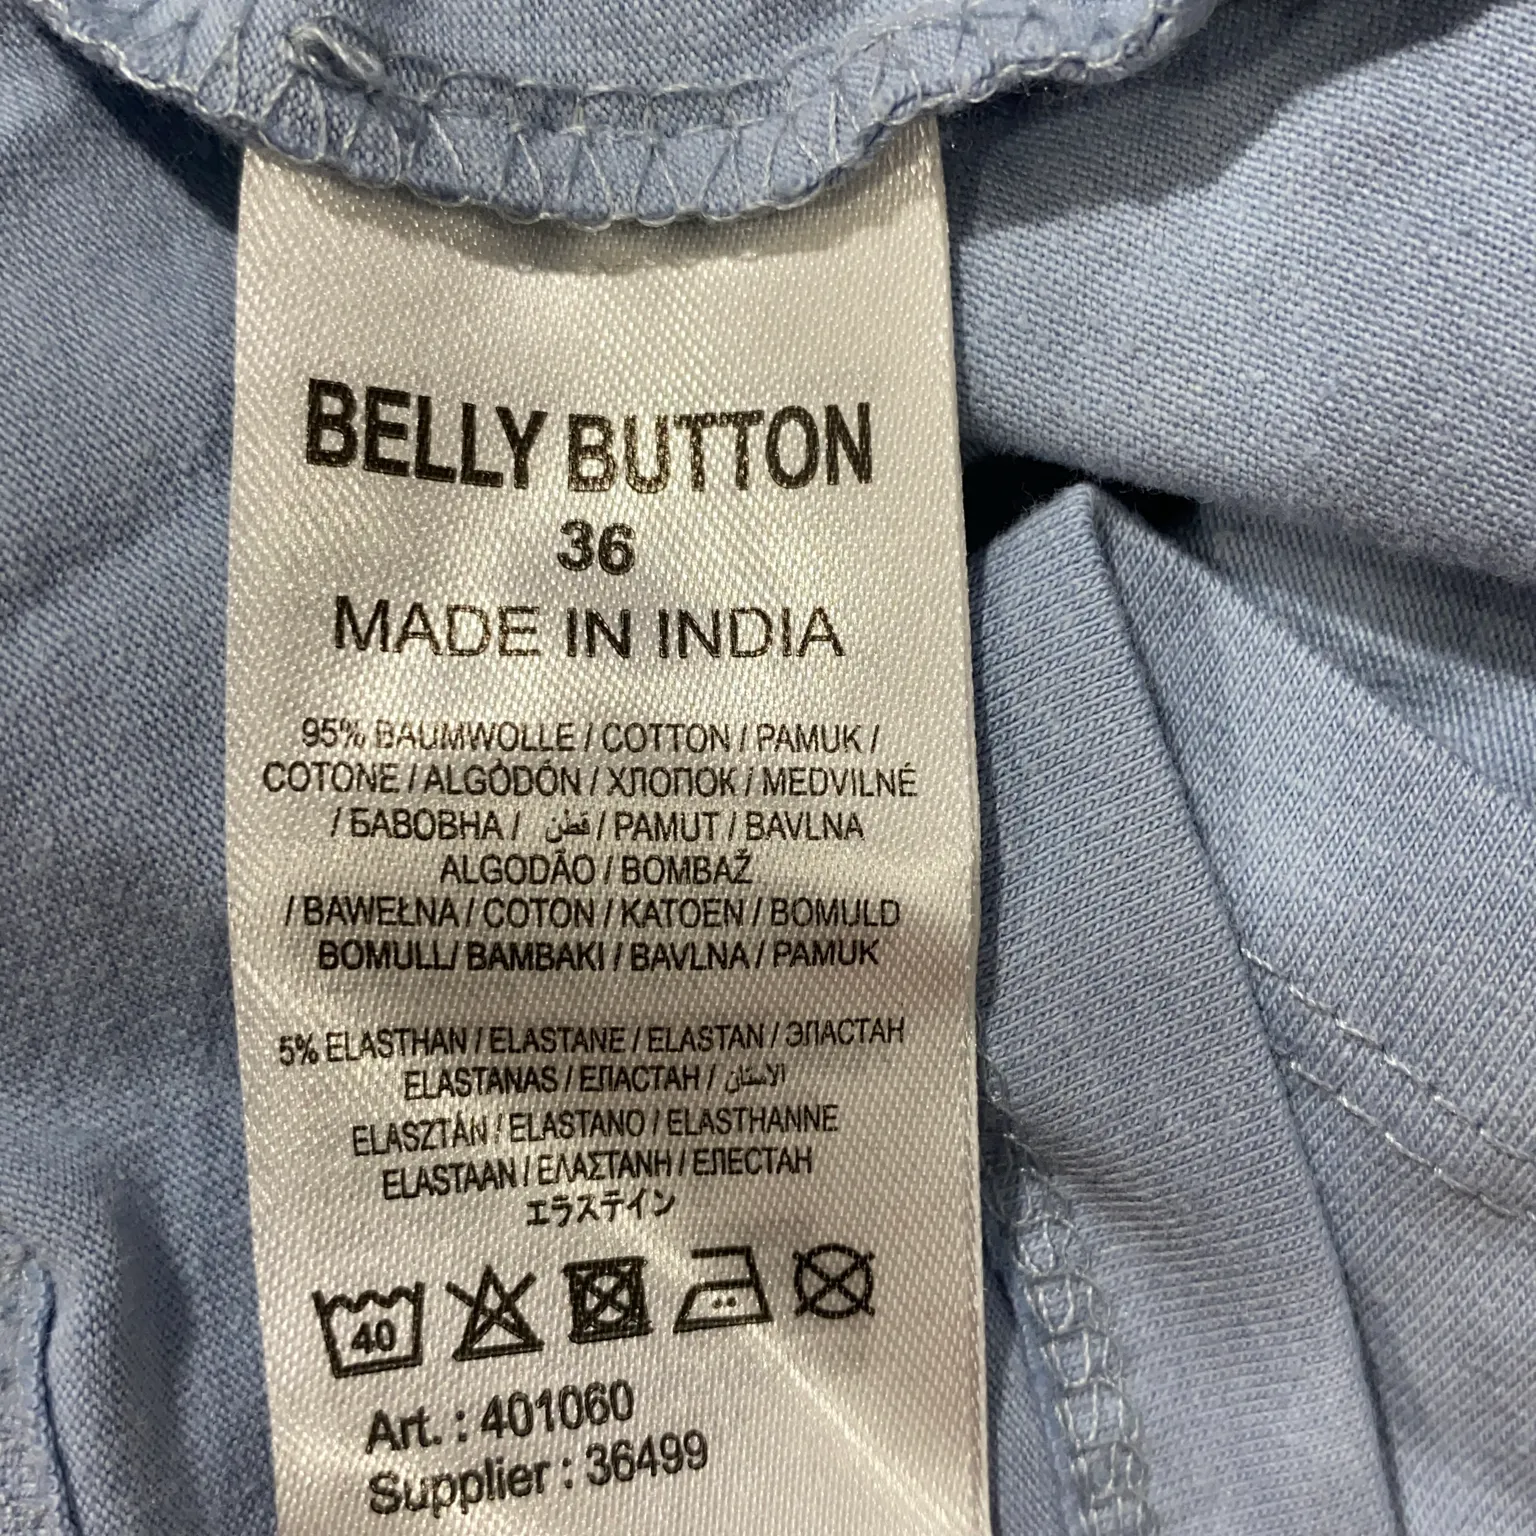 BELLY BUTTON
36
MADE IN INDIA
95% BAUMWOLLE / COTTON / PAMUK /
COTONE / ALGÒDÓN / ХЛОПОК / MEDVILNÉ
/ БАВОВНА / قطن / PAMUT / BAVLNA
ALGODÃO / BOMBAŽ
/ BAWEŁNA / COTON / KATOEN / BOMULD
BOMULL/ BAMBAKI / BAVLNA / PAMUK
5% ELASTHAN / ELASTANE / ELASTAN / ЭЛАСТАН
ELASTANAS / ЕЛАСТАН / الاستان
ELASZTÁN / ELASTANO / ELASTHANNE
ELASTAAN / ΕΛΑΣΤΑΝΗ / ЕЛЕСТАН
エラステイン
40
Art. : 401060
Supplier : 36499